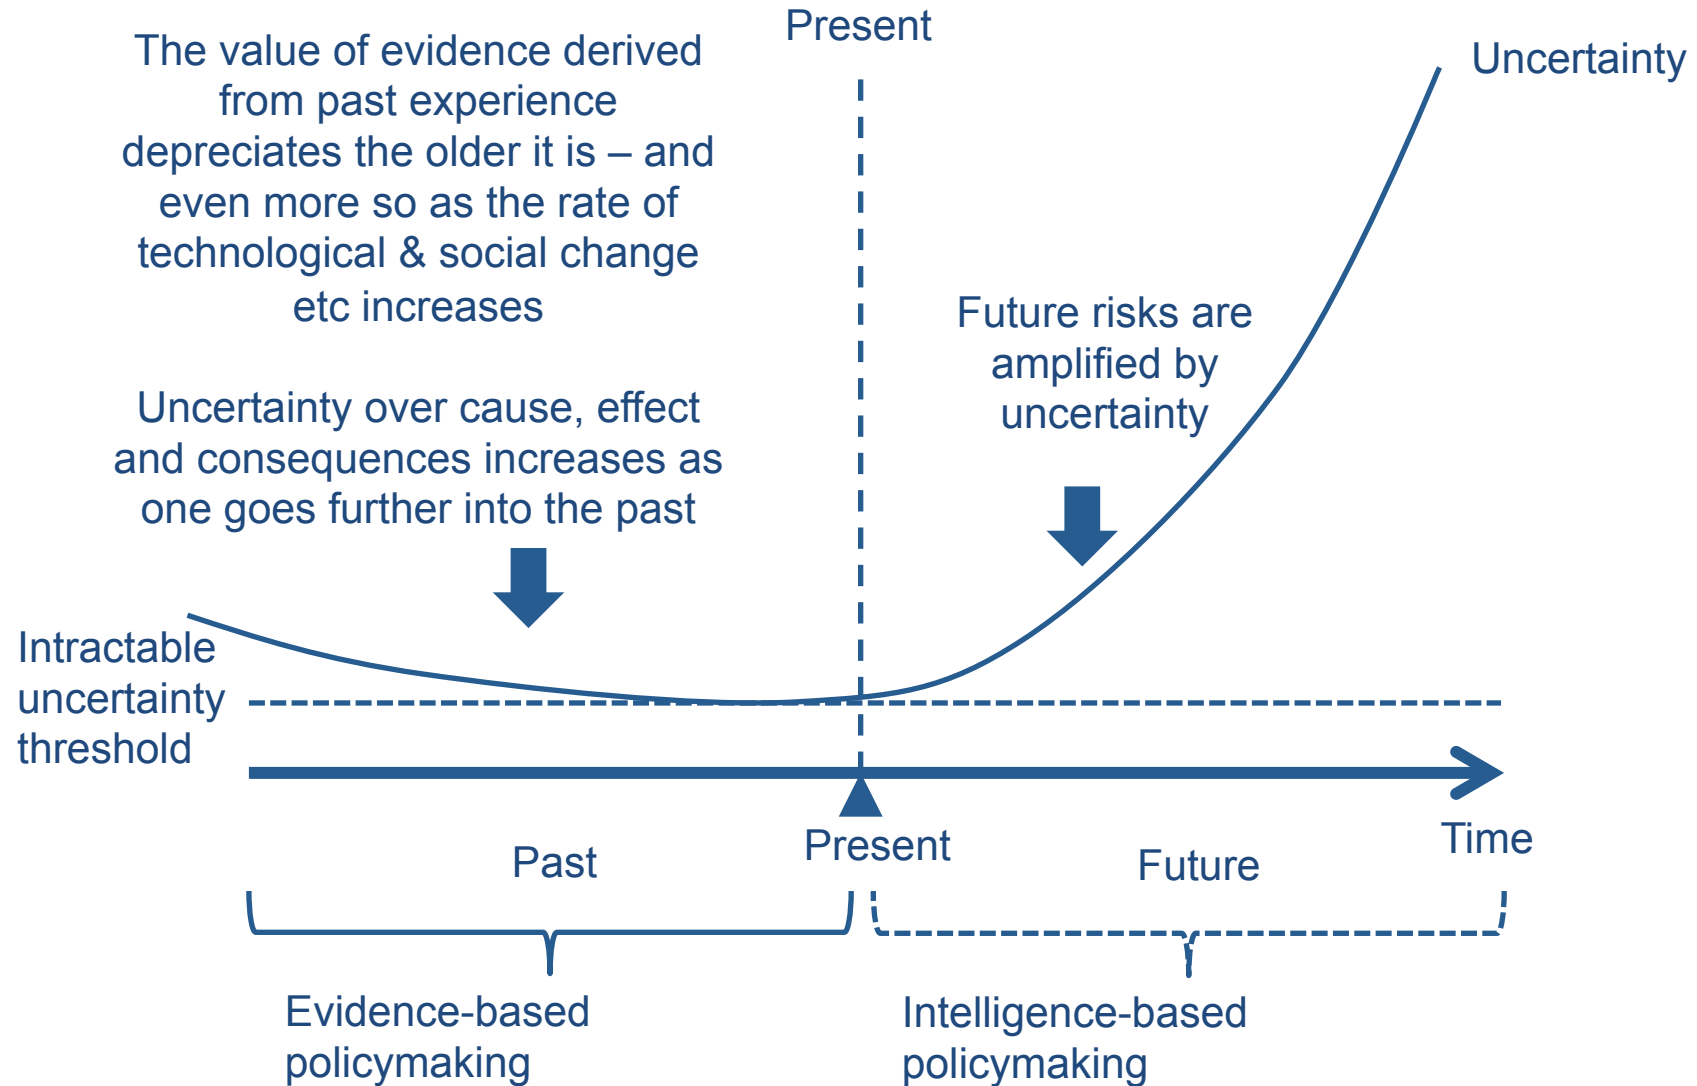 Present
Uncertainty
The value of evidence derived
from past experience
depreciates the older it is – and
even more so as the rate of
technological & social change
etc increases
Future risks are
amplified by
uncertainty
Uncertainty over cause, effect
and consequences increases as
one goes further into the past
Intractable
uncertainty
threshold
Present
Time
Past
Future
Evidence-based
policymaking
Intelligence-based
policymaking